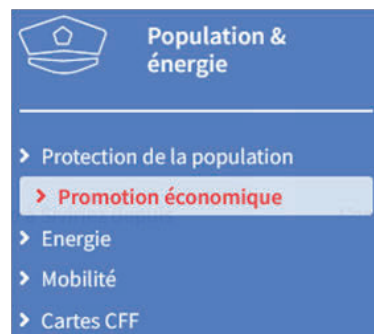 Population &
énergie
Protection de la population
Promotion économique
Energie
Mobilité
Cartes CFF